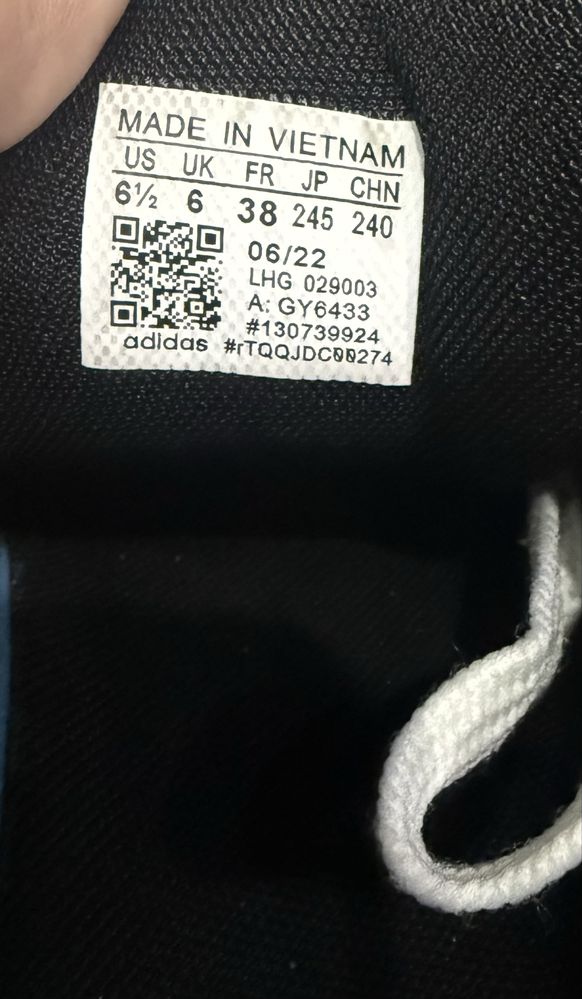 MADE IN VIETNAM
US UK FR JP CHN
6½ 6 38 245 240
06/22
LHG 029003
A: GY6433
#130739924
adidas #rTQQJDC00274